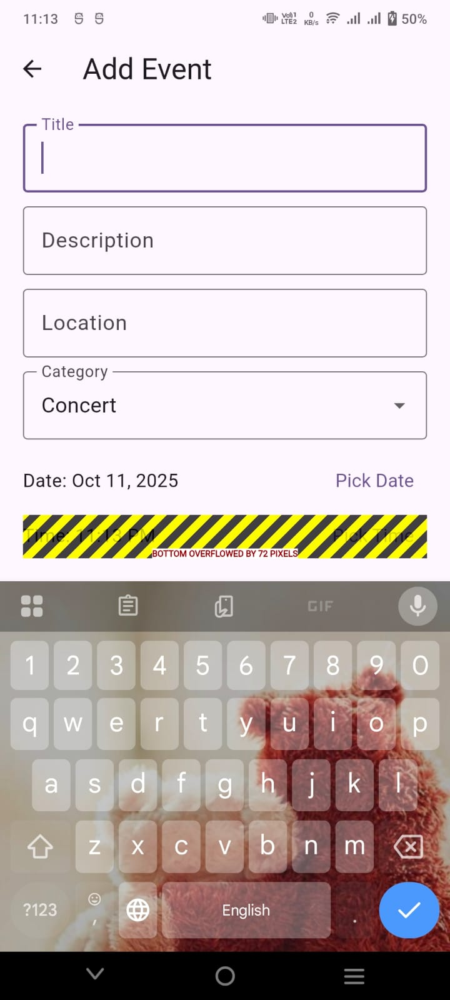 11:13
Vo))1
LTE2
0
KB/s
50%
Add Event
Title
Description
Location
Category
Concert
Date: Oct 11, 2025
Pick Date
Time: 11:13 PM
Pick Time
BOTTOM OVERFLOWED BY 72 PIXELS
GIF
1 2 3 4 5 6 7 8 9 0
q w e r t y u i o p
a s d f g h j k l
z x c v b n m
?123
,
English
.